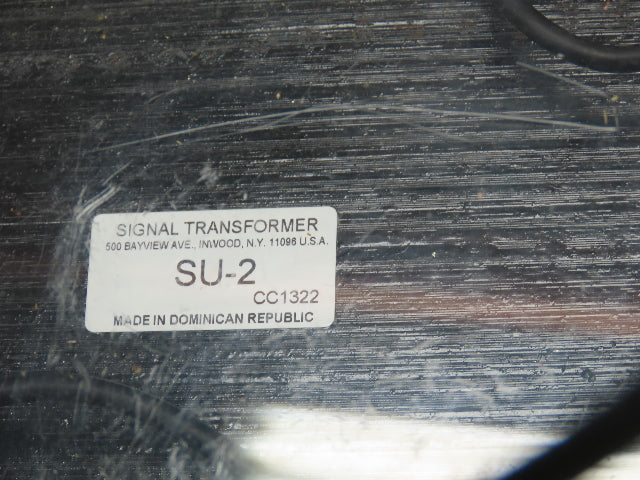 SIGNAL TRANSFORMER
500 BAYVIEW AVE., INWOOD, N.Y. 11096 U.S.A.
SU-2
CC1322
MADE IN DOMINICAN REPUBLIC